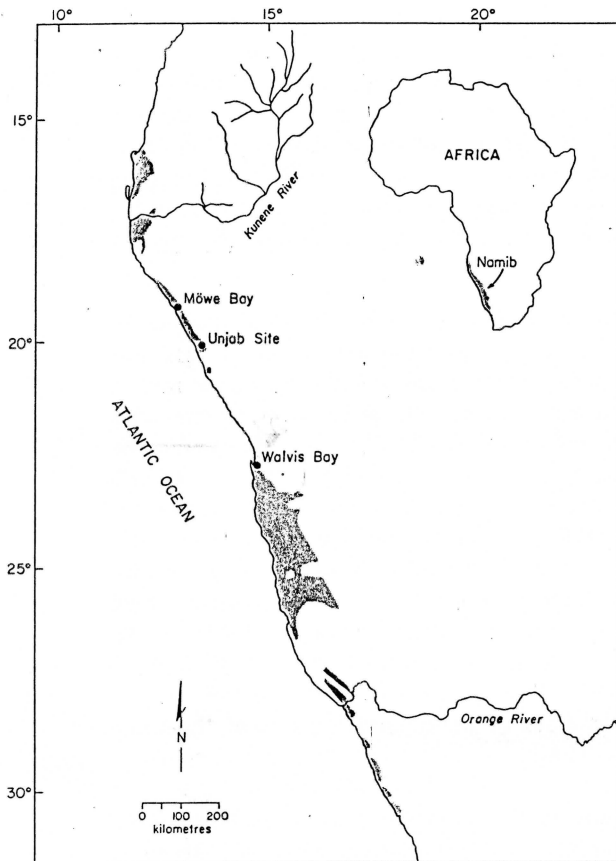 10°
15°
20°
15°
AFRICA
Kunene River
Namib
Möwe Bay
Unjab Site
20°
ATLANTIC OCEAN
Walvis Bay
25°
Orange River
N
30°
0 100 200
kilometres